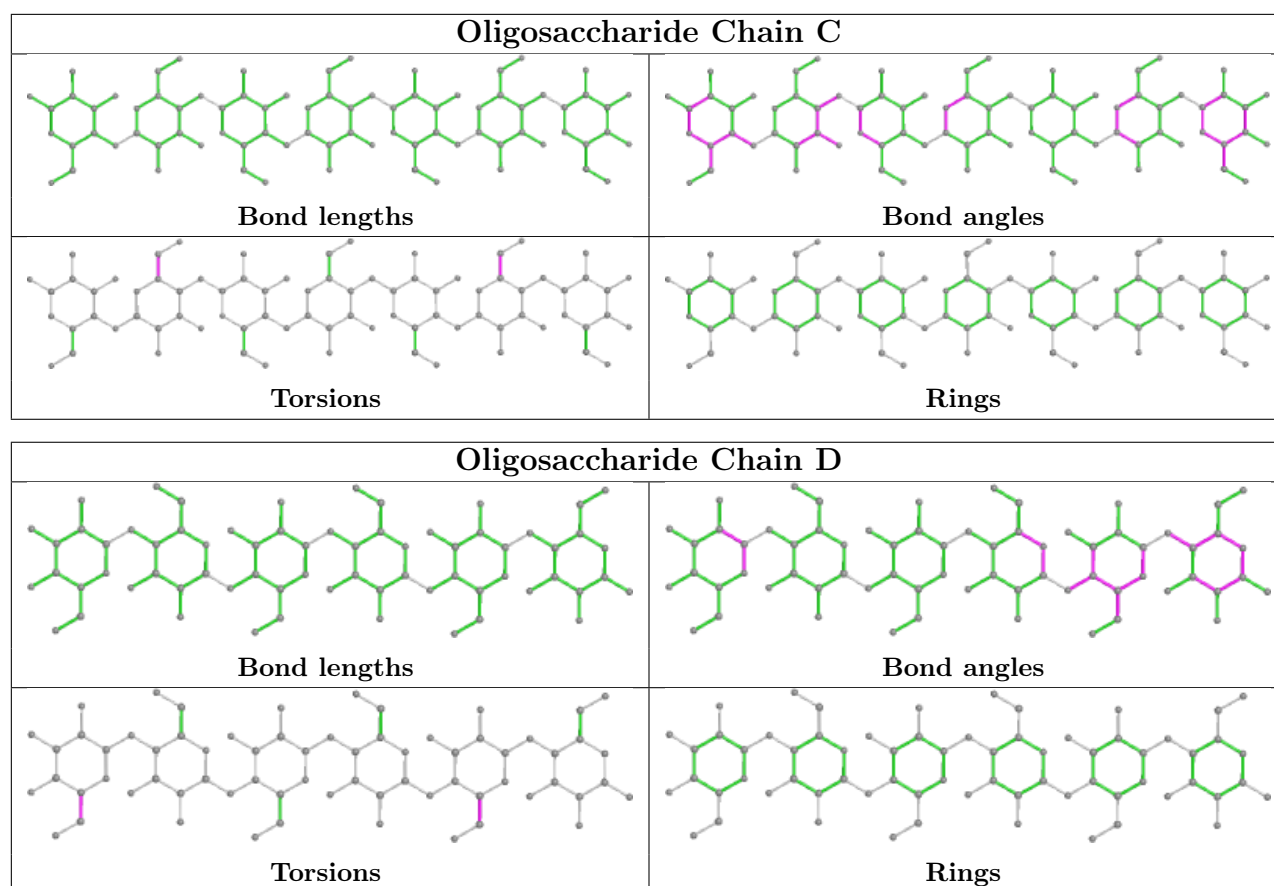 Oligosaccharide Chain C
Bond lengths
Bond angles
Torsions
Rings
Oligosaccharide Chain D
Bond lengths
Bond angles
Torsions
Rings